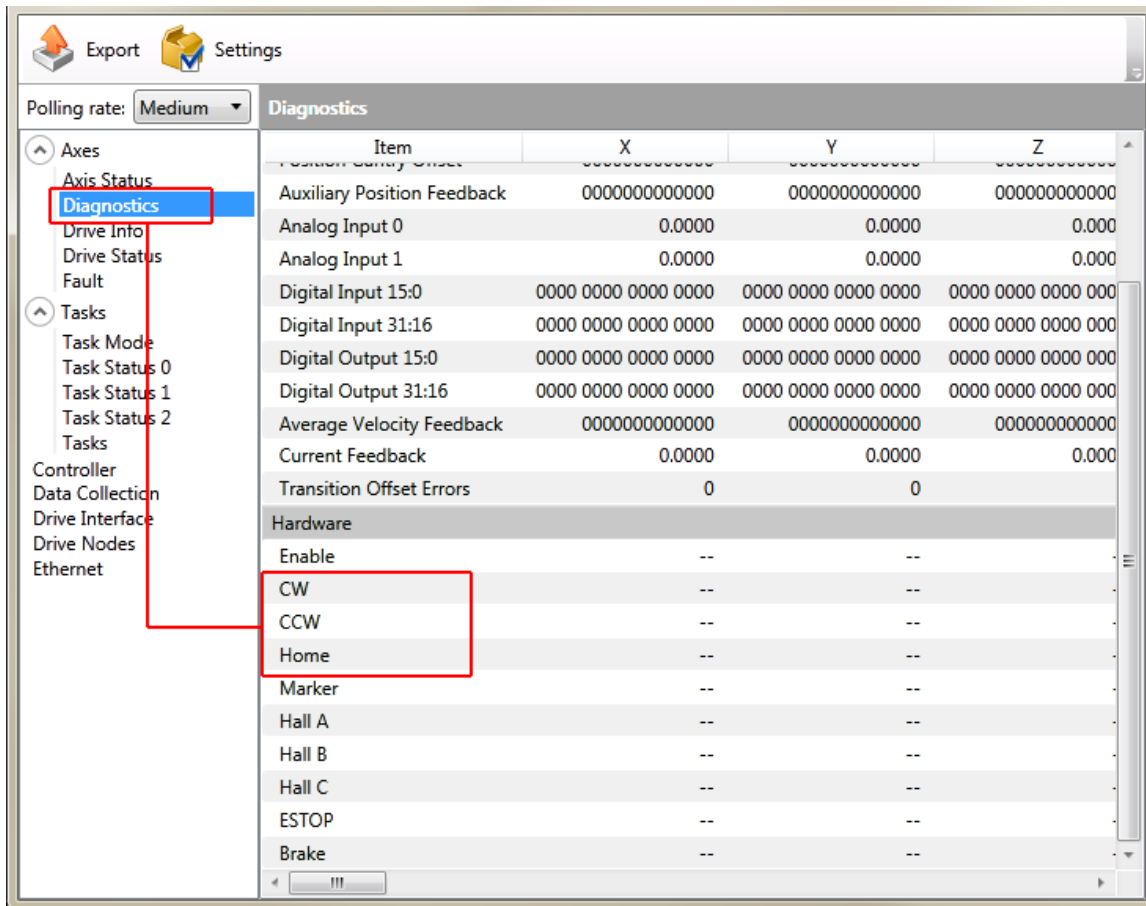 Export Settings
Polling rate: Medium
Diagnostics
Axes
Axis Status
Diagnostics
Drive Info
Drive Status
Fault
Tasks
Task Mode
Task Status 0
Task Status 1
Task Status 2
Tasks
Controller
Data Collection
Drive Interface
Drive Nodes
Ethernet
Item X Y Z
Auxiliary Position Feedback 0000000000000 0000000000000 000000000000
Analog Input 0 0.0000 0.0000 0.000
Analog Input 1 0.0000 0.0000 0.000
Digital Input 15:0 0000 0000 0000 0000 0000 0000 0000 0000 0000 0000 0000 000
Digital Input 31:16 0000 0000 0000 0000 0000 0000 0000 0000 0000 0000 0000 000
Digital Output 15:0 0000 0000 0000 0000 0000 0000 0000 0000 0000 0000 0000 000
Digital Output 31:16 0000 0000 0000 0000 0000 0000 0000 0000 0000 0000 0000 000
Average Velocity Feedback 0000000000000 0000000000000 000000000000
Current Feedback 0.0000 0.0000 0.000
Transition Offset Errors 0 0
Hardware
Enable -- -- -
CW -- -- -
CCW -- -- -
Home -- -- -
Marker -- -- -
Hall A -- -- -
Hall B -- -- -
Hall C -- -- -
ESTOP -- -- -
Brake -- -- -